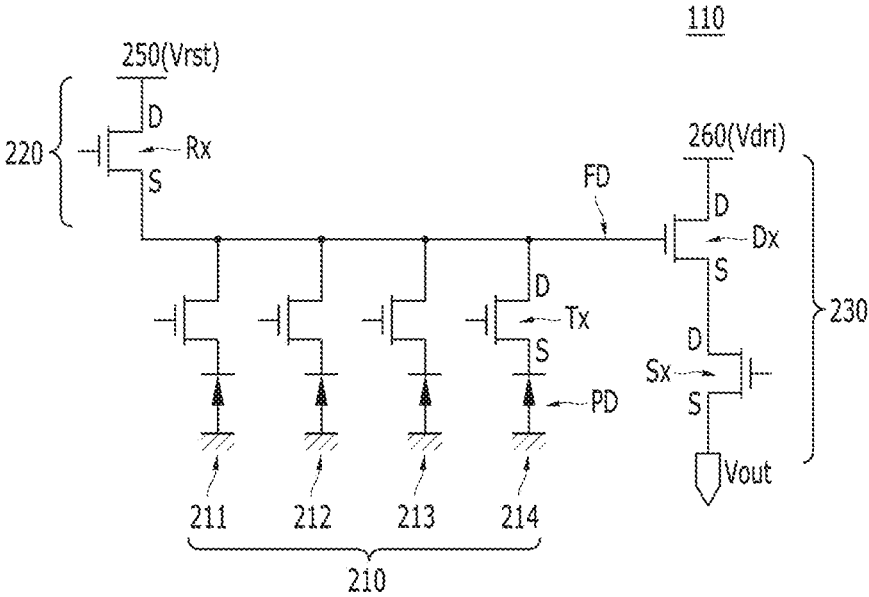 110
250(Vrst)
D
220
Rx
S
260(Vdri)
FD
D
Dx
S
D
Tx
S
230
D
Sx
S
PD
Vout
211
212
213
214
210